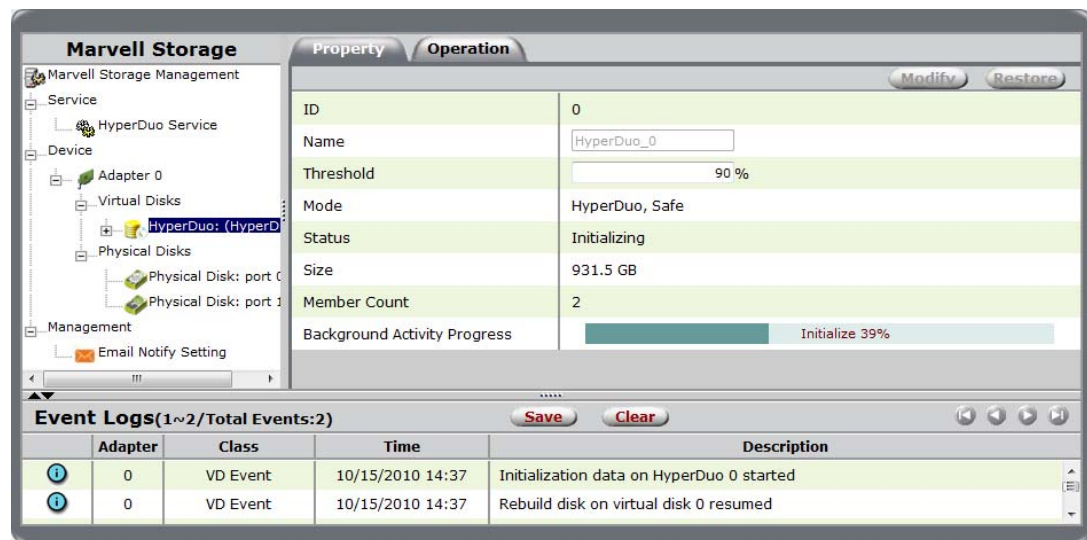 Marvell Storage
Marvell Storage Management
Service
HyperDuo Service
Device
Adapter 0
Virtual Disks
HyperDuo: (HyperD
Physical Disks
Physical Disk: port 0
Physical Disk: port 1
Management
Email Notify Setting
Property Operation
Modify Restore
ID 0
Name HyperDuo_0
Threshold 90 %
Mode HyperDuo, Safe
Status Initializing
Size 931.5 GB
Member Count 2
Background Activity Progress Initialize 39%
Event Logs(1~2/Total Events:2) Save Clear
Adapter Class Time Description
0 VD Event 10/15/2010 14:37 Initialization data on HyperDuo 0 started
0 VD Event 10/15/2010 14:37 Rebuild disk on virtual disk 0 resumed